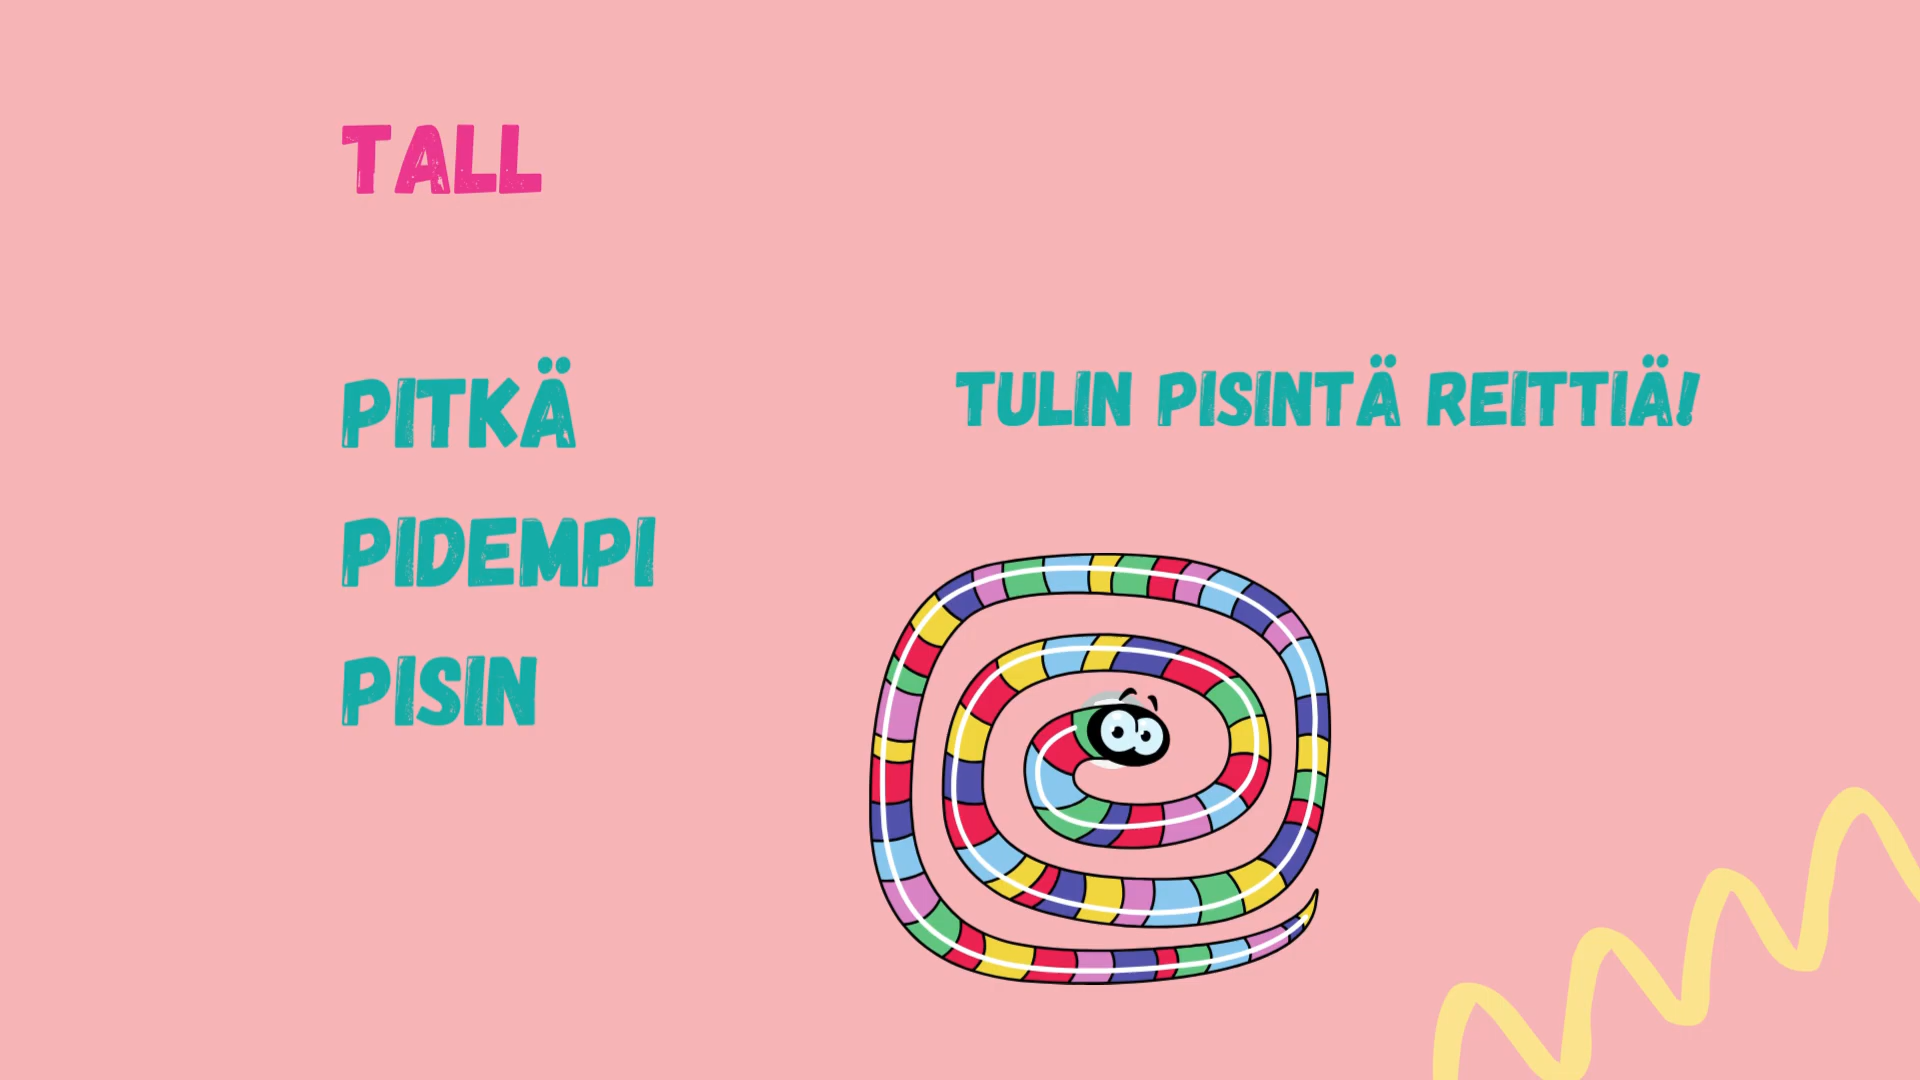 TALL
PITKÄ
PIDEMPI
PISIN
TULIN PISINTÄ REITTIÄ!